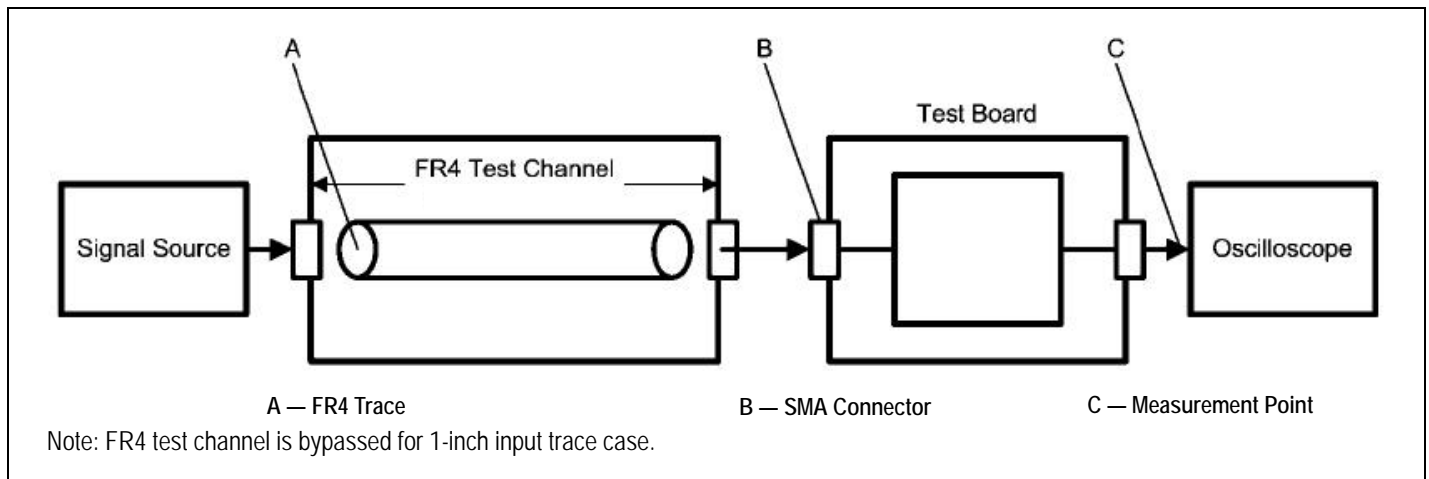 A
B
C
Test Board
FR4 Test Channel
Signal Source
Oscilloscope
A — FR4 Trace
B — SMA Connector
C — Measurement Point
Note: FR4 test channel is bypassed for 1-inch input trace case.